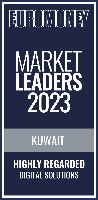 EUROMONEY
MARKET
LEADERS
2023
KUWAIT
HIGHLY REGARDED
DIGITAL SOLUTIONS